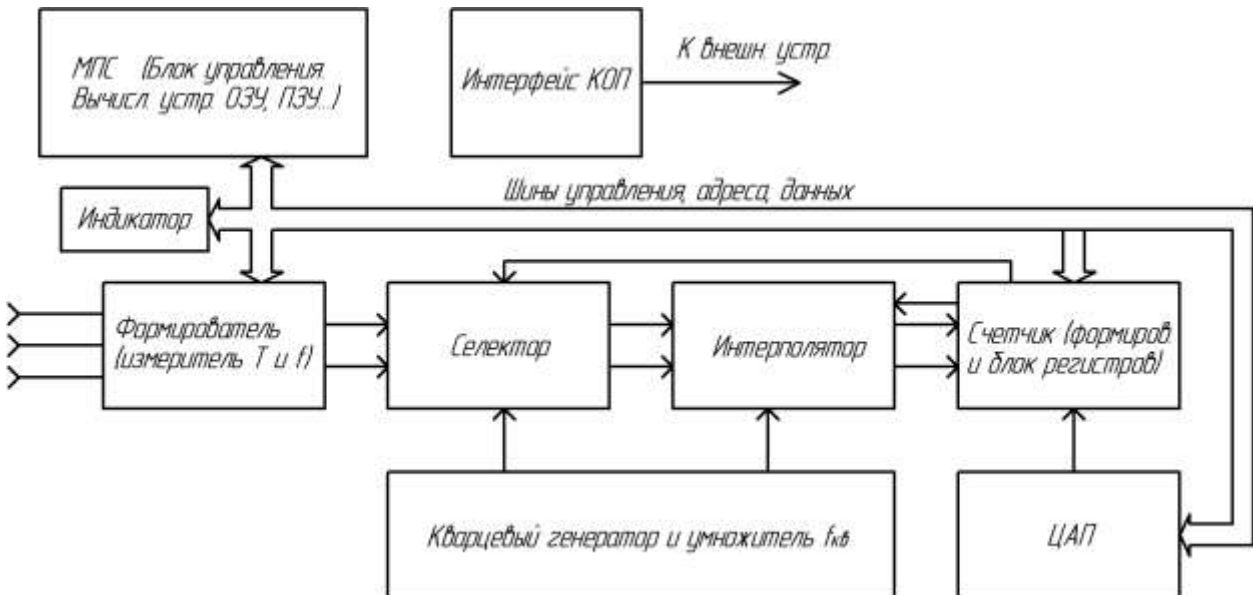 МПС (Блок управления.
Вычисл. устр. ОЗУ, ПЗУ...)
Интерфейс КОП
К внешн. устр.
Шины управления, адреса, данных
Индикатор
Формирователь
(измеритель T и f)
Селектор
Интерполятор
Счетчик (формиров.
и блок регистров)
Кварцевый генератор и умножитель fкв.
ЦАП